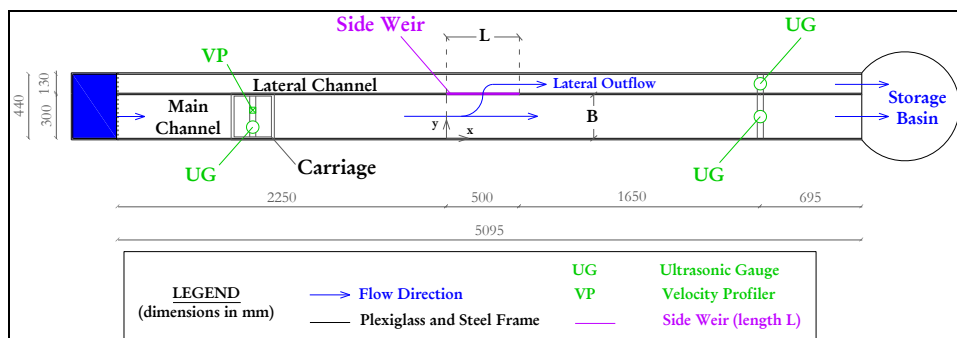 Side Weir
L
UG
VP
Lateral Channel
Lateral Outflow
130
440
300
Main
Channel
y
x
B
Storage
Basin
Carriage
UG
UG
2250
500
1650
695
5095
LEGEND
(dimensions in mm)
Flow Direction
Plexiglass and Steel Frame
UG Ultrasonic Gauge
VP Velocity Profiler
Side Weir (length L)